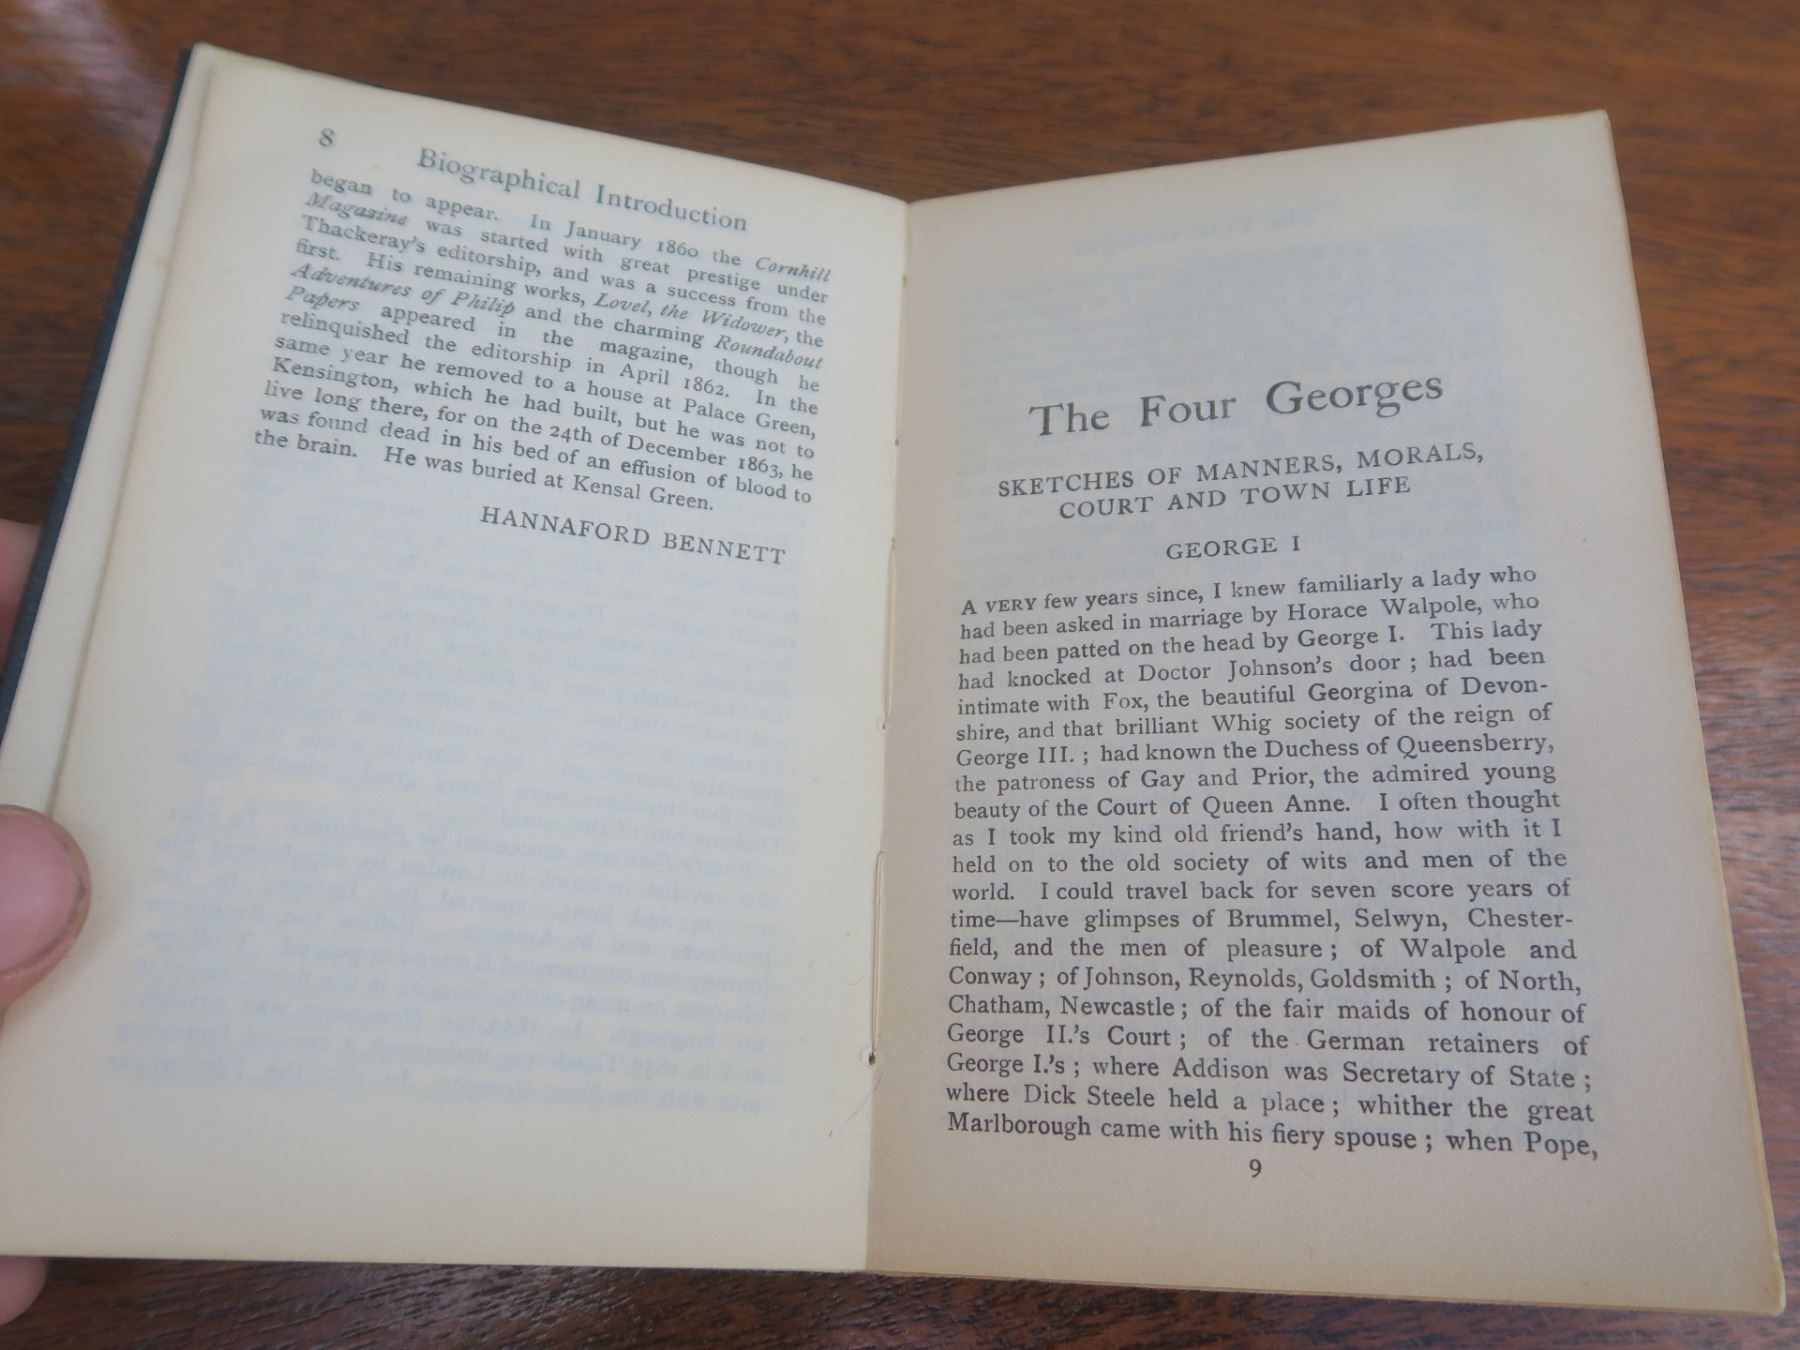 8
Biographical Introduction
began to appear. In January 1860 the Cornhill
Magazine was started with great prestige under
Thackeray's editorship, and was a success from the
first. His remaining works, Lovel, the Widower, the
Adventures of Philip and the charming Roundabout
Papers appeared in the magazine, though he
relinquished the editorship in April 1862. In the
same year he removed to a house at Palace Green,
Kensington, which he had built, but he was not to
live long there, for on the 24th of December 1863, he
was found dead in his bed of an effusion of blood to
the brain. He was buried at Kensal Green.
HANNAFORD BENNETT
The Four Georges
SKETCHES OF MANNERS, MORALS,
COURT AND TOWN LIFE
GEORGE I
A VERY few years since, I knew familiarly a lady who
had been asked in marriage by Horace Walpole, who
had been patted on the head by George I. This lady
had knocked at Doctor Johnson's door ; had been
intimate with Fox, the beautiful Georgina of Devon-
shire, and that brilliant Whig society of the reign of
George III. ; had known the Duchess of Queensberry,
the patroness of Gay and Prior, the admired young
beauty of the Court of Queen Anne. I often thought
as I took my kind old friend's hand, how with it I
held on to the old society of wits and men of the
world. I could travel back for seven score years of
time—have glimpses of Brummel, Selwyn, Chester-
field, and the men of pleasure ; of Walpole and
Conway ; of Johnson, Reynolds, Goldsmith ; of North,
Chatham, Newcastle ; of the fair maids of honour of
George II.'s Court ; of the German retainers of
George I.'s ; where Addison was Secretary of State ;
where Dick Steele held a place ; whither the great
Marlborough came with his fiery spouse ; when Pope,
9